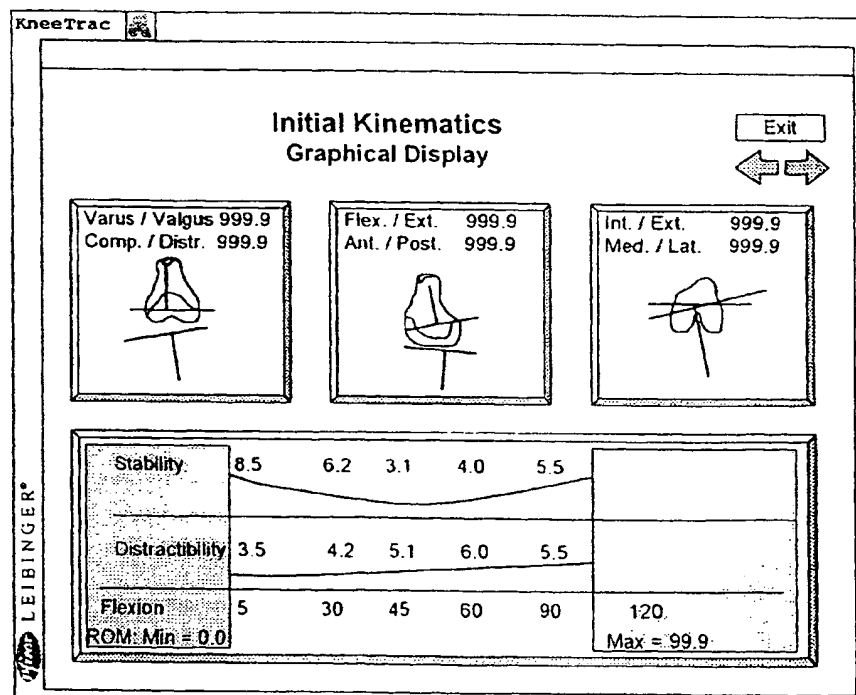 KneeTrac
Initial Kinematics
Graphical Display
Exit
Varus / Valgus 999.9
Comp. / Distr. 999.9
Flex. / Ext. 999.9
Ant. / Post. 999.9
Int. / Ext. 999.9
Med. / Lat. 999.9
Stability 8.5 6.2 3.1 4.0 5.5
Distractibility 3.5 4.2 5.1 6.0 5.5
Flexion 5 30 45 60 90 120
ROM: Min = 0.0 Max = 99.9
LEIBINGER®